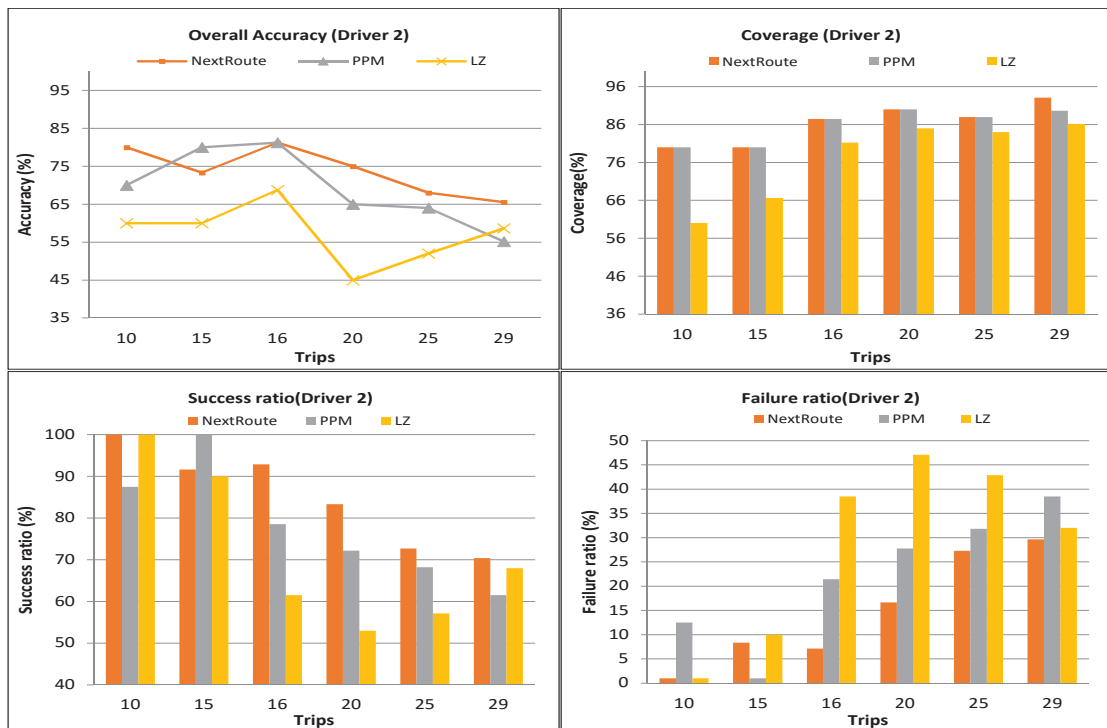 Overall Accuracy (Driver 2)
NextRoute PPM LZ
95
85
75
65
55
45
35
Accuracy (%)
10 15 16 20 25 29
Trips
Coverage (Driver 2)
NextRoute PPM LZ
96
86
76
66
56
46
36
Coverage(%)
10 15 16 20 25 29
Trips
Success ratio(Driver 2)
NextRoute PPM LZ
100
90
80
70
60
50
40
Success ratio (%)
10 15 16 20 25 29
Trips
Failure ratio(Driver 2)
NextRoute PPM LZ
50
45
40
35
30
25
20
15
10
5
0
Failure ratio (%)
10 15 16 20 25 29
Trips